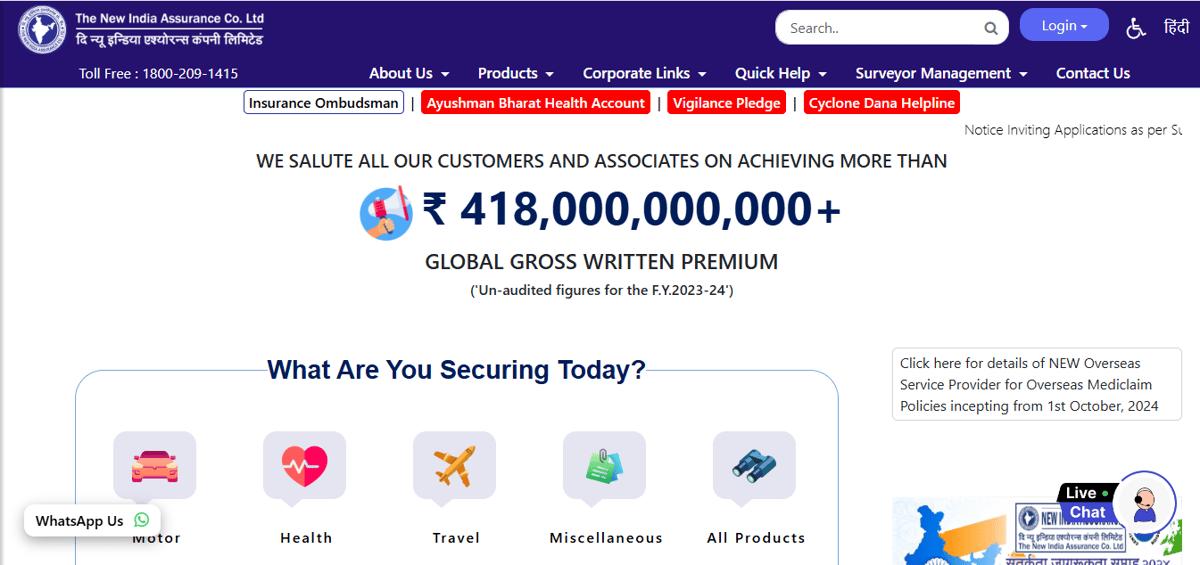 The New India Assurance Co. Ltd
दि न्यू इन्डिया एश्योरन्स कंपनी लिमिटेड
Search..
Login
हिंदी
Toll Free : 1800-209-1415
About Us
Products
Corporate Links
Quick Help
Surveyor Management
Contact Us
Insurance Ombudsman | Ayushman Bharat Health Account | Vigilance Pledge | Cyclone Dana Helpline
Notice Inviting Applications as per
WE SALUTE ALL OUR CUSTOMERS AND ASSOCIATES ON ACHIEVING MORE THAN
₹ 418,000,000,000+
GLOBAL GROSS WRITTEN PREMIUM
('Un-audited figures for the F.Y.2023-24')
What Are You Securing Today?
Click here for details of NEW Overseas
Service Provider for Overseas Mediclaim
Policies incepting from 1st October, 2024
Motor
Health
Travel
Miscellaneous
All Products
WhatsApp Us
Live
Chat
NEW
दि न्यू इन्डिया एश्योरन्स कंपनी लिमिटेड
The New India Assurance Co. Ltd
सतर्कता जागरूकता सप्ताह